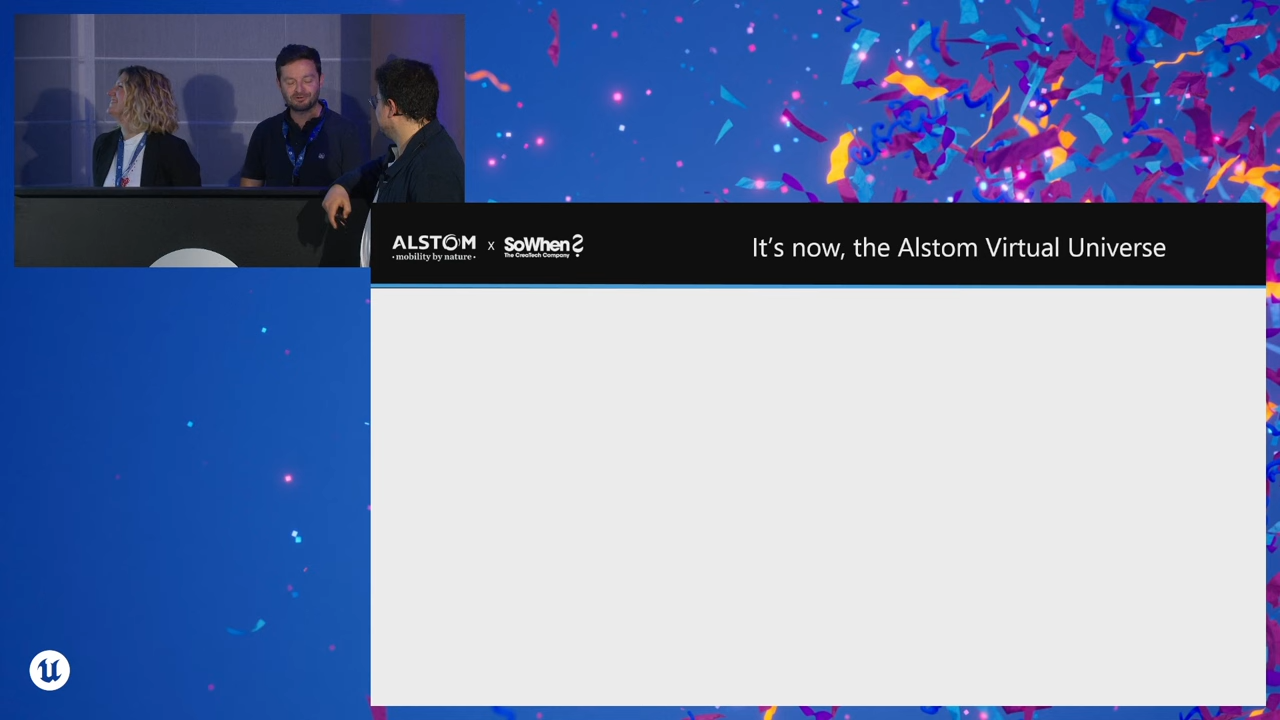 ALSTOM
• mobility by nature •
x
SoWhen?
The CreaTech Company
It's now, the Alstom Virtual Universe